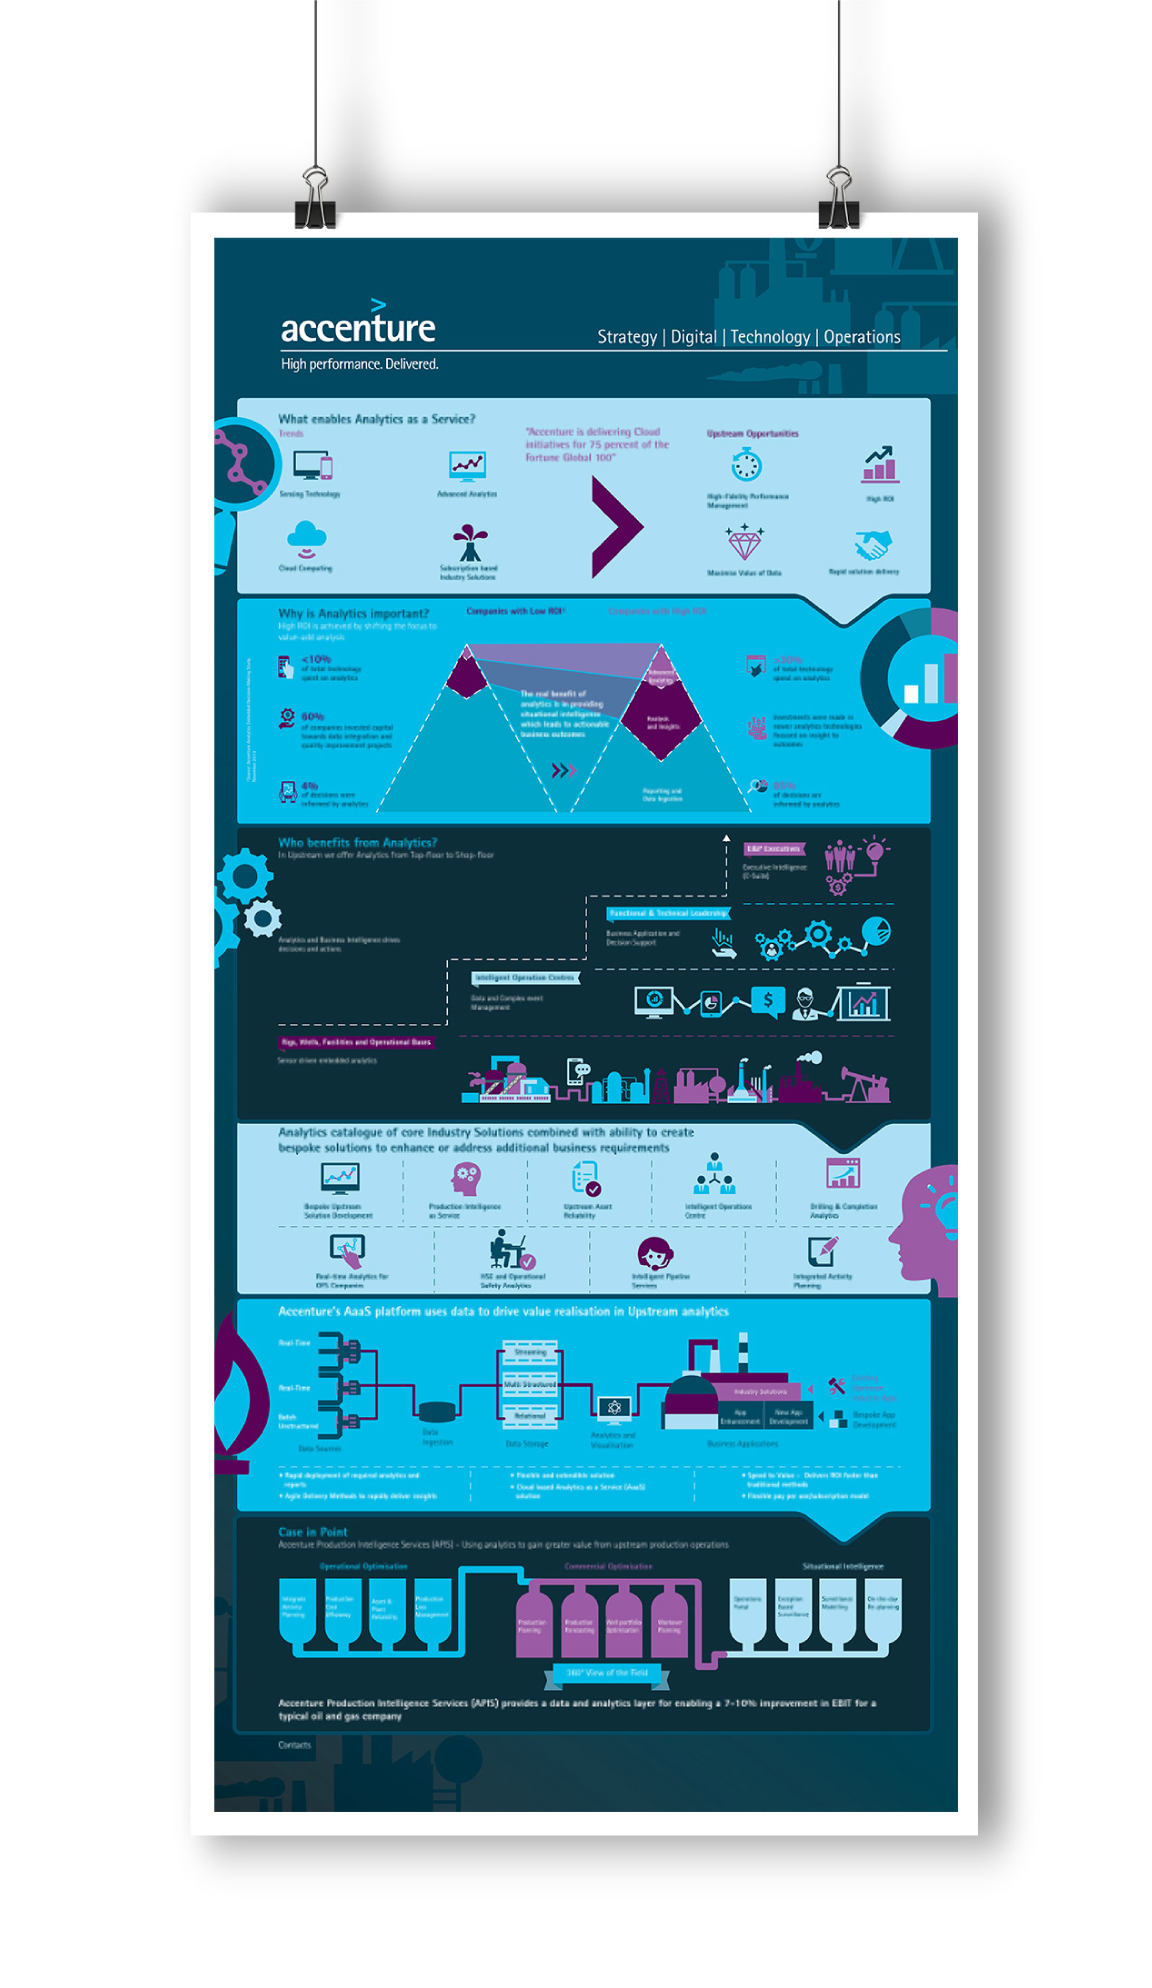 accenture
High performance. Delivered.
Strategy | Digital | Technology | Operations
What enables Analytics as a Service?
Trends
Sensing Technology
Advanced Analytics
Cloud Computing
Subscription based
Industry Solutions
"Accenture is delivering Cloud
initiatives for 75 percent of the
Fortune Global 100"
Upstream Opportunities
High-Fidelity Performance
Management
High ROI
Maximise Value of Data
Rapid solution delivery
Why is Analytics important?
High ROI is achieved by shifting the focus to
value-add analysis
Companies with Low ROI
Companies with High ROI
<10%
of total technology
spent on analytics
60%
of companies invested capital
towards data integration and
quality improvement projects
4%
of decisions were
informed by analytics
The real benefit of
analytics is in providing
situational intelligence
which leads to actionable
business outcomes
Advanced
Analytics
Analysis
and Insights
Reporting and
Data Ingestion
of total technology
spend on analytics
Investments were made in
newer analytics technologies
focused on insight to
outcomes
of decisions are
informed by analytics
Who benefits from Analytics?
In Upstream we offer Analytics from Top-floor to Shop-floor
Analytics and Business Intelligence drives
decisions and actions
E&P Executives
Executive Intelligence
(C-Suite)
Functional & Technical Leadership
Business Application and
Decision Support
Intelligent Operation Centres
Data and Complex event
Management
Rigs, Wells, Facilities and Operational Bases
Sensor driven embedded analytics
Analytics catalogue of core Industry Solutions combined with ability to create
bespoke solutions to enhance or address additional business requirements
Bespoke Upstream
Solution Development
Production Intelligence
as Service
Upstream Asset
Reliability
Intelligent Operations
Centre
Drilling & Completion
Analytics
Real-time Analytics for
OFS Companies
HSE and Operational
Safety Analytics
Intelligent Pipeline
Services
Integrated Activity
Planning
Accenture's AaaS platform uses data to drive value realisation in Upstream analytics
Real-Time
Real-Time
Batch
Unstructured
Data Sources
Data
Ingestion
Streaming
Multi Structured
Relational
Data Storage
Analytics and
Visualisation
Industry Solutions
App
Enhancement
New App
Development
Business Applications
Bespoke App
Development
• Rapid deployment of required analytics and
reports
• Agile Delivery Methods to rapidly deliver insights
• Flexible and extendible solution
• Cloud based Analytics as a Service (AaaS)
solution
• Speed to Value - Delivers ROI faster than
traditional methods
• Flexible pay per use/subscription model
Case in Point
Accenture Production Intelligence Services (APIS) - Using analytics to gain greater value from upstream production operations
Operational Optimisation
Commercial Optimisation
Situational Intelligence
Integrate
Activity
Planning
Production
Cost
Efficiency
Asset &
Plant
Reliability
Production
Loss
Management
Production
Planning
Production
Forecasting
Well portfolio
Optimisation
Workover
Planning
Operations
Portal
Exception
Based
Surveillance
Surveillance
Modelling
On-the-day
Re-planning
360° View of the Field
Accenture Production Intelligence Services (APIS) provides a data and analytics layer for enabling a 7-10% improvement in EBIT for a
typical oil and gas company
Contacts